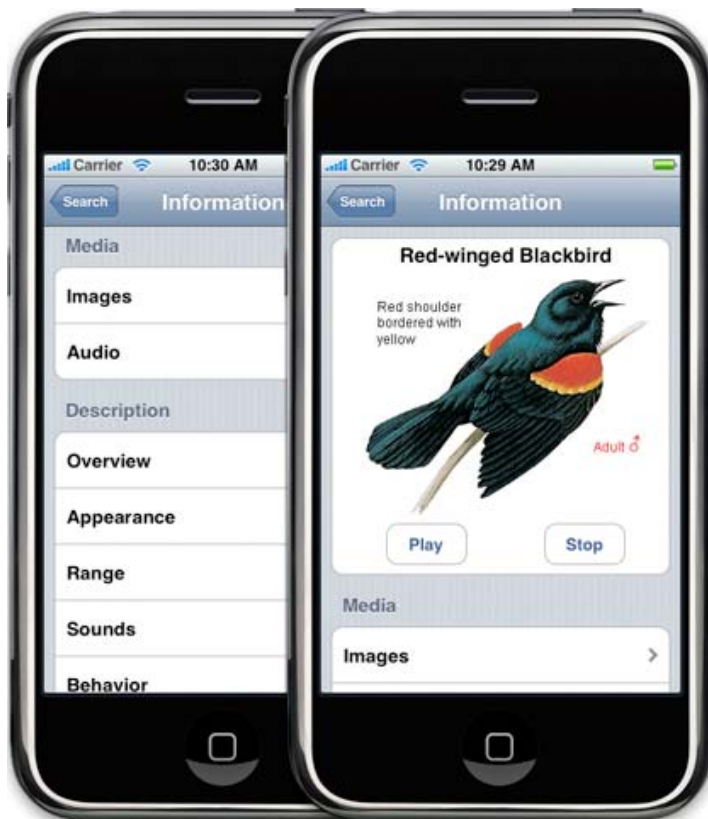 Carrier 10:30 AM
Search Information
Media
Images
Audio
Description
Overview
Appearance
Range
Sounds
Behavior
Carrier 10:29 AM
Search Information
Red-winged Blackbird
Red shoulder
bordered with
yellow
Adult ♂
Play Stop
Media
Images